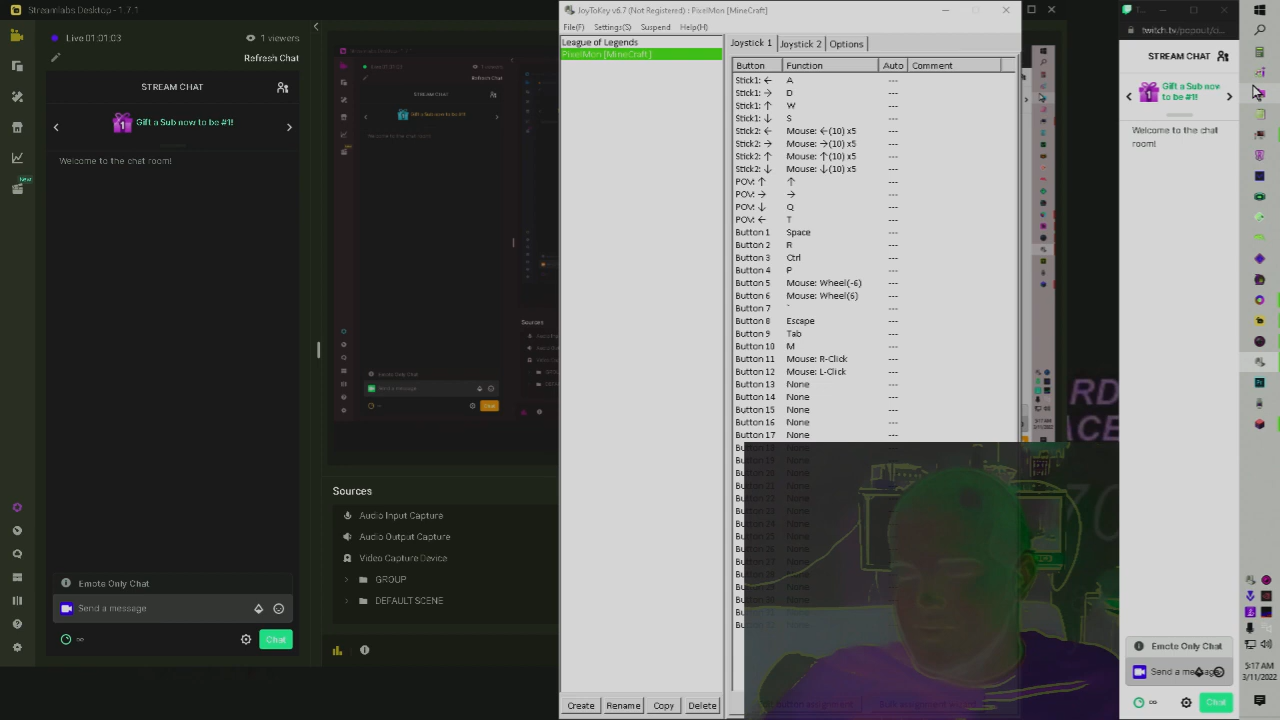 Streamlabs Desktop - 1.7.1
Live 01:01:03
1 viewers
Refresh Chat
STREAM CHAT
1
Gift a Sub now to be #1!
Welcome to the chat room!
New
Emote Only Chat
Send a message
∞
Chat
Sources
Audio Input Capture
Audio Output Capture
Video Capture Device
GROUP
DEFAULT SCENE
JoyToKey v6.7 (Not Registered) : PixelMon [MineCraft]
File(F) Settings(S) Suspend Help(H)
League of Legends
PixelMon [MineCraft]
Joystick 1 Joystick 2 Options
Button Function Auto Comment
Stick1: ← A ---
Stick1: → D ---
Stick1: ↑ W ---
Stick1: ↓ S ---
Stick2: ← Mouse: ←(10) x5 ---
Stick2: → Mouse: →(10) x5 ---
Stick2: ↑ Mouse: ↑(10) x5 ---
Stick2: ↓ Mouse: ↓(10) x5 ---
POV: ↑ ↑ ---
POV: → → ---
POV: ↓ Q ---
POV: ← T ---
Button 1 Space ---
Button 2 R ---
Button 3 Ctrl ---
Button 4 P ---
Button 5 Mouse: Wheel(-6) ---
Button 6 Mouse: Wheel(6) ---
Button 7 ` ---
Button 8 Escape ---
Button 9 Tab ---
Button 10 M ---
Button 11 Mouse: R-Click ---
Button 12 Mouse: L-Click ---
Button 13 None ---
Button 14 None ---
Button 15 None ---
Button 16 None ---
Button 17 None ---
Create Rename Copy Delete
twitch.tv/popout/c
STREAM CHAT
1
Gift a Sub now
to be #1!
Welcome to the chat
room!
Emote Only Chat
Send a message
∞
Chat
5:17 AM
3/11/2022